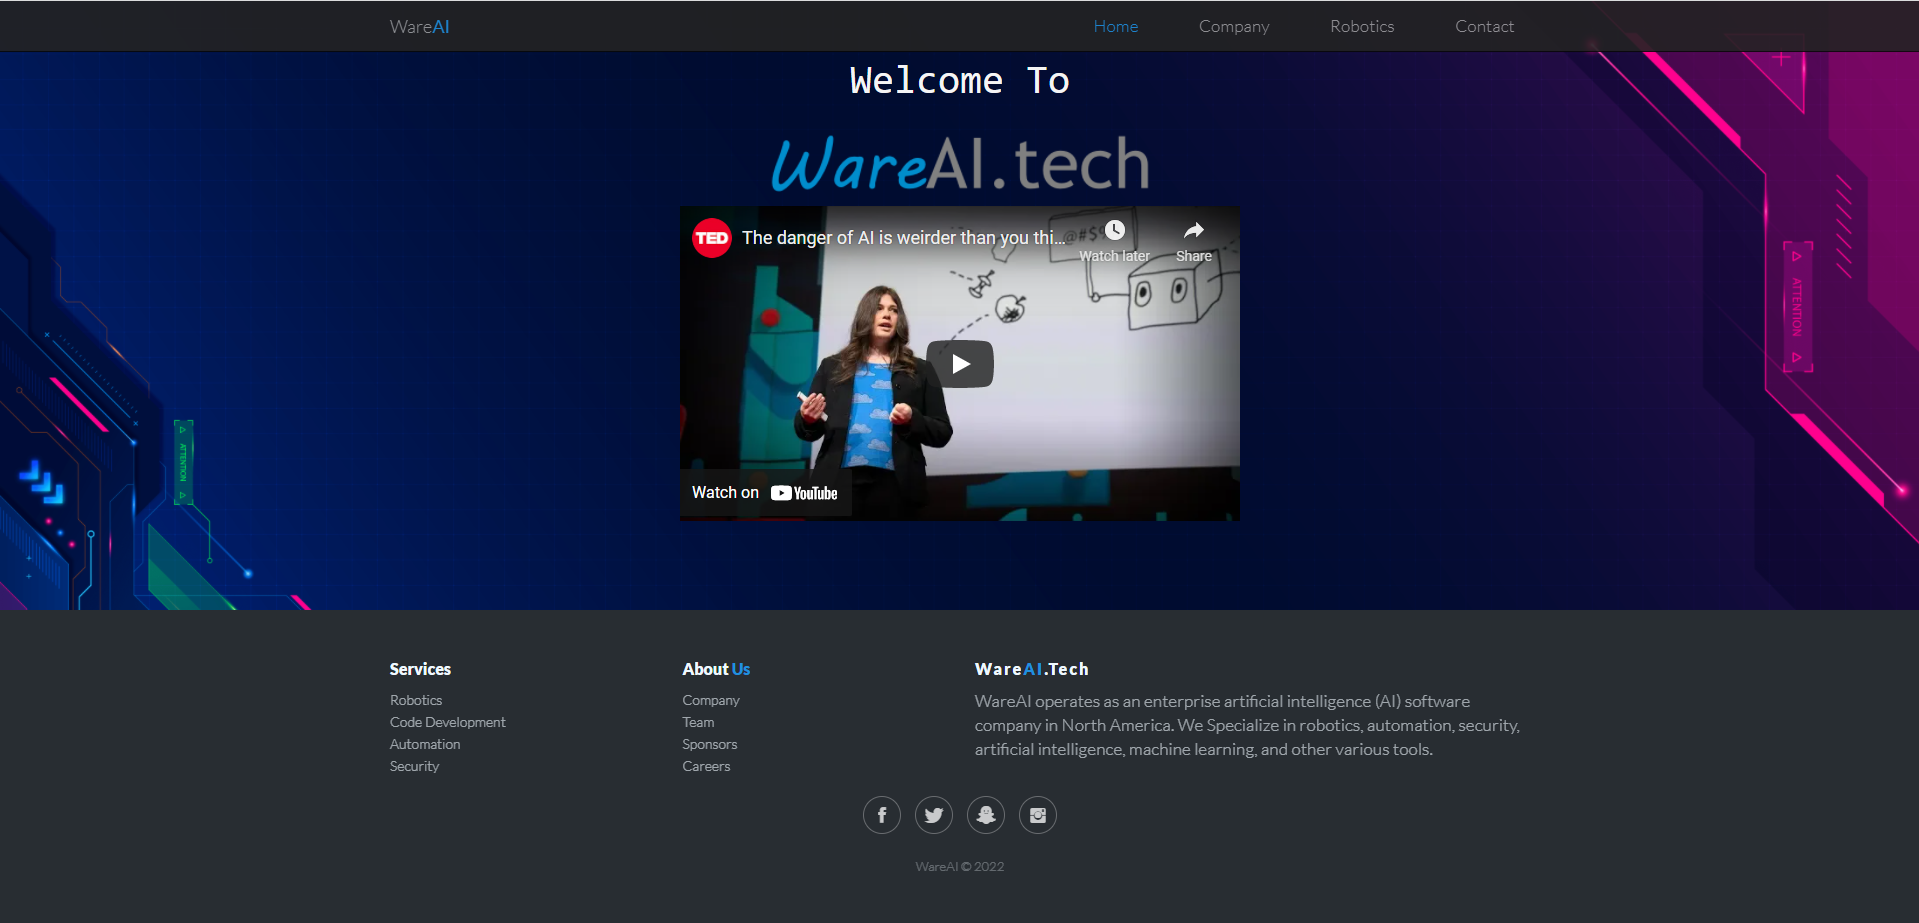 WareAI
Home Company Robotics Contact
Welcome To
WareAI.tech
TED The danger of AI is weirder than you thi...
Watch later
Share
@#$%
ATTENTION
ATTENTION
Watch on YouTube
Services
Robotics
Code Development
Automation
Security
About Us
Company
Team
Sponsors
Careers
WareAI.Tech
WareAI operates as an enterprise artificial intelligence (AI) software
company in North America. We Specialize in robotics, automation, security,
artificial intelligence, machine learning, and other various tools.
WareAI © 2022